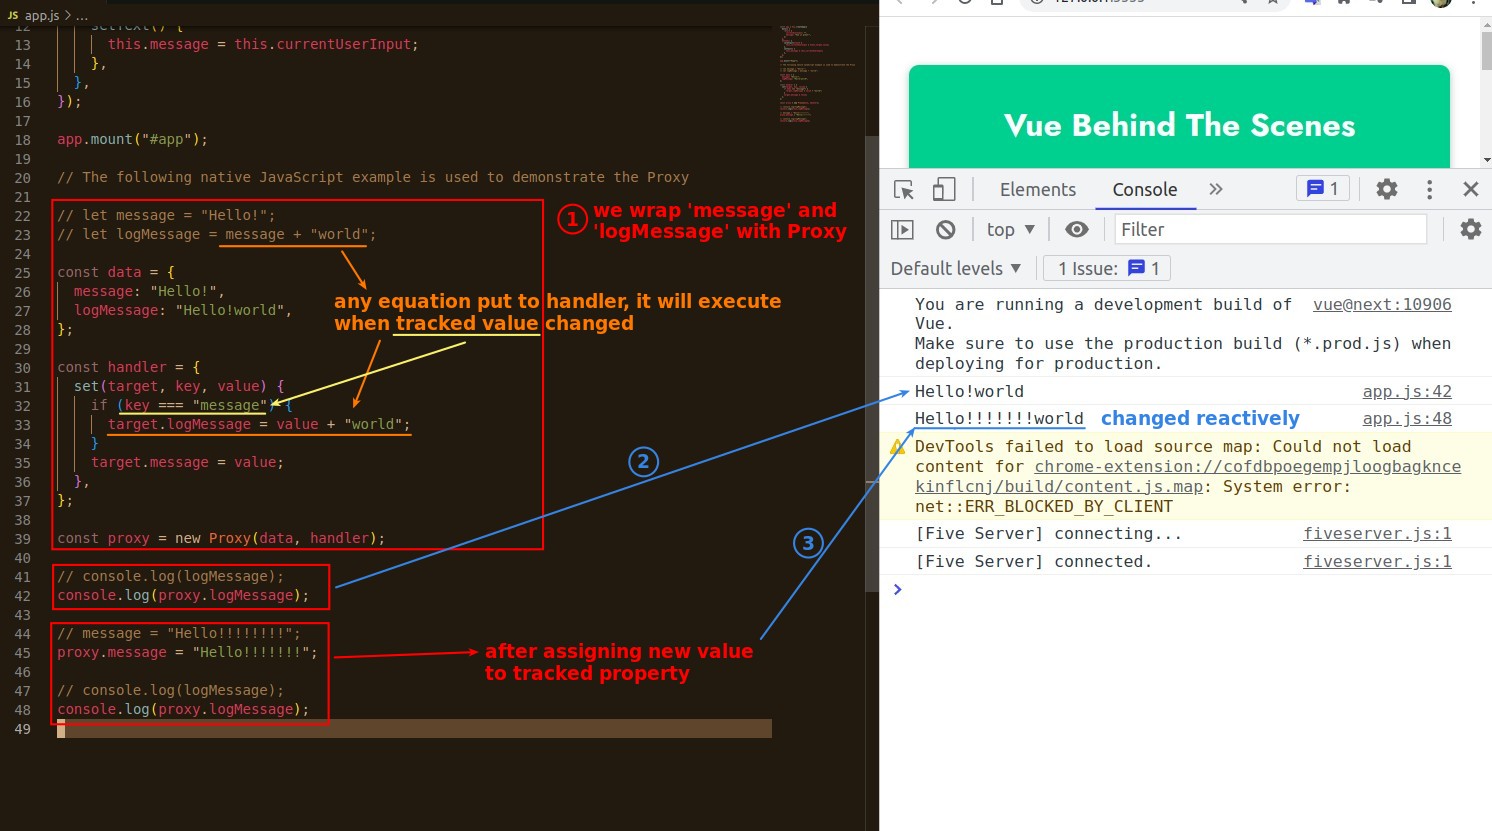 JS app.js > ...
12 setText() {
13 this.message = this.currentUserInput;
14 },
15 },
16 });
17
18 app.mount("#app");
19
20 // The following native JavaScript example is used to demonstrate the Proxy
21
22 // let message = "Hello!";
23 // let logMessage = message + "world";
24
25 const data = {
26 message: "Hello!",
27 logMessage: "Hello!world",
28 };
29
30 const handler = {
31 set(target, key, value) {
32 if (key === "message") {
33 target.logMessage = value + "world";
34 }
35 target.message = value;
36 },
37 };
38
39 const proxy = new Proxy(data, handler);
40
41 // console.log(logMessage);
42 console.log(proxy.logMessage);
43
44 // message = "Hello!!!!!!!!";
45 proxy.message = "Hello!!!!!!!";
46
47 // console.log(logMessage);
48 console.log(proxy.logMessage);
49
1 we wrap 'message' and
'logMessage' with Proxy
any equation put to handler, it will execute
when tracked value changed
2
3
after assigning new value
to tracked property
Vue Behind The Scenes
Elements Console » 1
top Filter
Default levels 1 Issue: 1
You are running a development build of vue@next:10906
Vue.
Make sure to use the production build (*.prod.js) when
deploying for production.
Hello!world app.js:42
Hello!!!!!!!world changed reactively app.js:48
DevTools failed to load source map: Could not load
content for chrome-extension://cofdbpoegempjloogbagknce
kinflcnj/build/content.js.map: System error:
net::ERR_BLOCKED_BY_CLIENT
[Five Server] connecting... fiveserver.js:1
[Five Server] connected. fiveserver.js:1
>